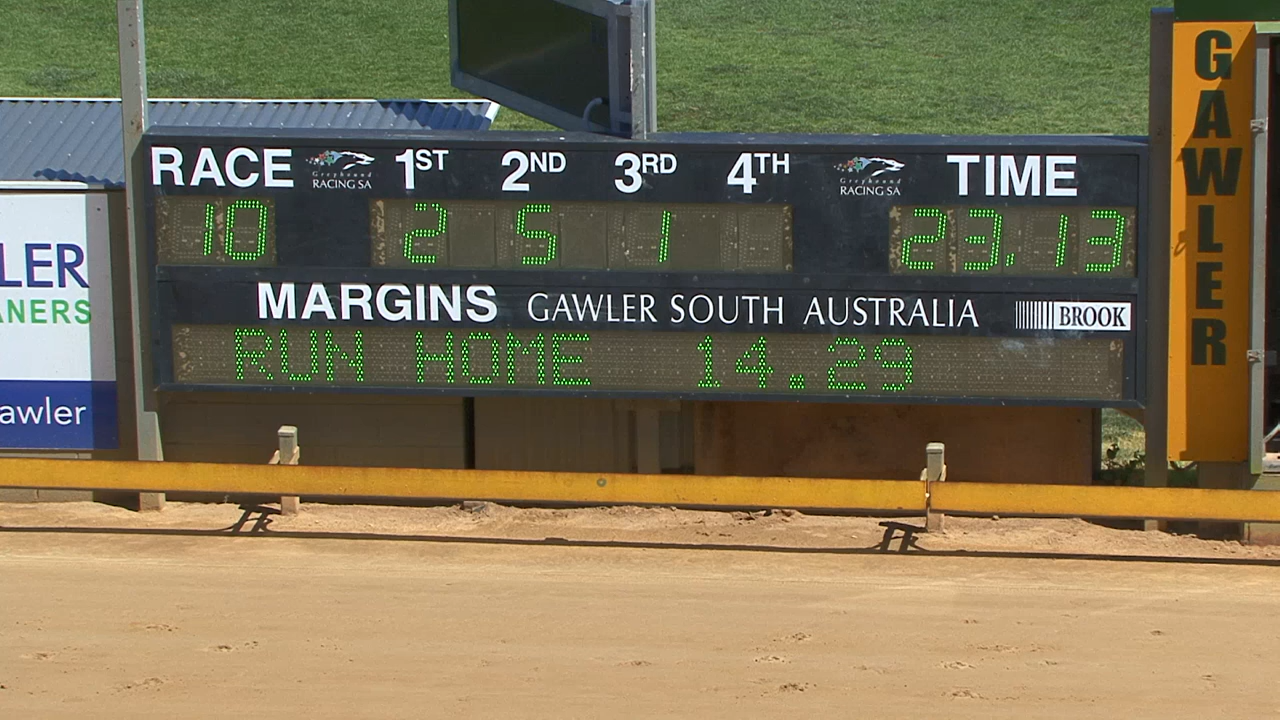 RACE Greyhound RACING SA 1ST 2ND 3RD 4TH Greyhound RACING SA TIME
10 2 5 1 23.13
MARGINS GAWLER SOUTH AUSTRALIA BROOK
RUN HOME 14.29
GAWLER
LER
ANERS
awler